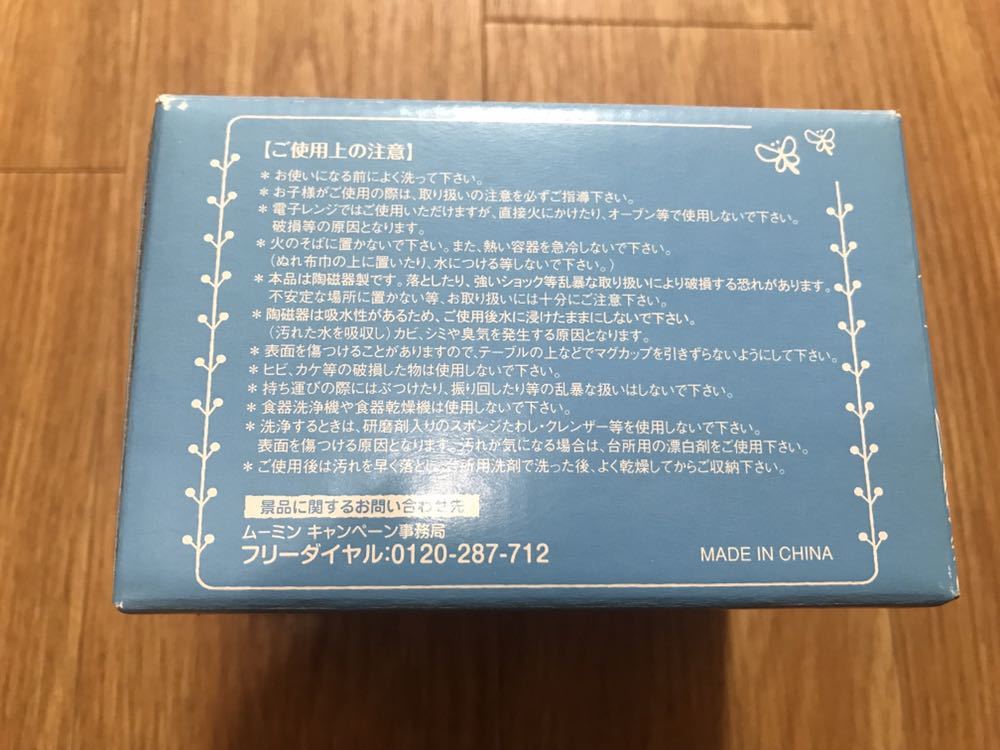 【ご使用上の注意】
＊お使いになる前によく洗って下さい。
＊お子様がご使用の際は、取り扱いの注意を必ずご指導下さい。
＊電子レンジではご使用いただけますが、直接火にかけたり、オーブン等で使用しないで下さい。
破損等の原因となります。
＊火のそばに置かないで下さい。また、熱い容器を急冷しないで下さい。
（ぬれ布巾の上に置いたり、水につける等しないで下さい。）
＊本品は陶磁器製です。落としたり、強いショック等乱暴な取り扱いにより破損する恐れがあります。
不安定な場所に置かない等、お取り扱いには十分にご注意下さい。
＊陶磁器は吸水性があるため、ご使用後水に浸けたままにしないで下さい。
（汚れた水を吸収し）カビ、シミや臭気を発生する原因となります。
＊表面を傷つけることがありますので、テーブルの上などでマグカップを引きずらないようにして下さい。
＊ヒビ、カケ等の破損した物は使用しないで下さい。
＊持ち運びの際にはぶつけたり、振り回したり等の乱暴な扱いはしないで下さい。
＊食器洗浄機や食器乾燥機は使用しないで下さい。
＊洗浄するときは、研磨剤入りのスポンジたわし・クレンザー等を使用しないで下さい。
表面を傷つける原因となります。汚れが気になる場合は、台所用の漂白剤をご使用下さい。
＊ご使用後は汚れを早く落とし、台所用洗剤で洗った後、よく乾燥してからご収納下さい。
景品に関するお問い合わせ先
ムーミン キャンペーン事務局
フリーダイヤル:0120-287-712
MADE IN CHINA